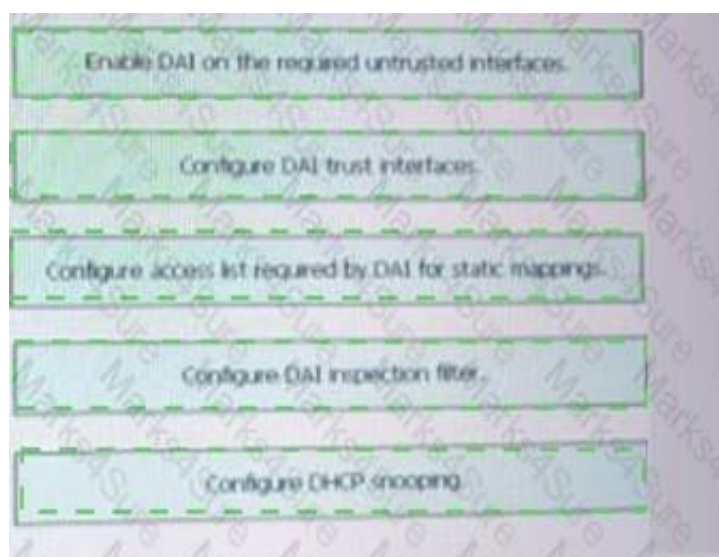 Enable DAI on the required untrusted interfaces.
Configure DAI trust interfaces.
Configure access list required by DAI for static mappings.
Configure DAI inspection filter.
Configure DHCP snooping.
Marks4Sure